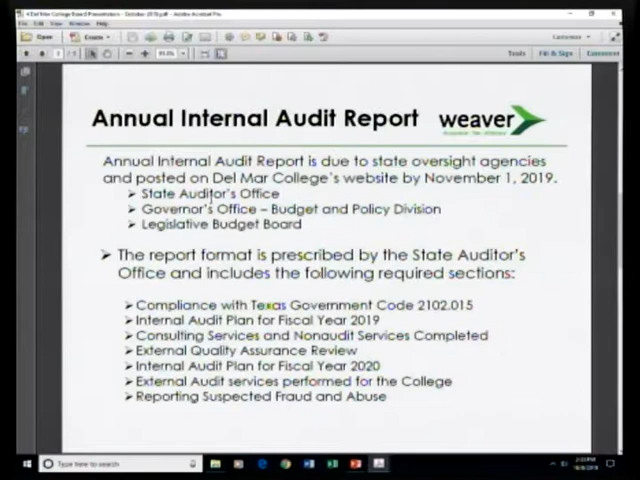 Annual Internal Audit Report
weaver
Annual Internal Audit Report is due to state oversight agencies
and posted on Del Mar College's website by November 1, 2019.
➢ State Auditor's Office
➢ Governor's Office – Budget and Policy Division
➢ Legislative Budget Board
➢ The report format is prescribed by the State Auditor's
Office and includes the following required sections:
➢ Compliance with Texas Government Code 2102.015
➢ Internal Audit Plan for Fiscal Year 2019
➢ Consulting Services and Nonaudit Services Completed
➢ External Quality Assurance Review
➢ Internal Audit Plan for Fiscal Year 2020
➢ External Audit services performed for the College
➢ Reporting Suspected Fraud and Abuse
Open
Create
Tools
Fill & Sign
Comment
Type here to search